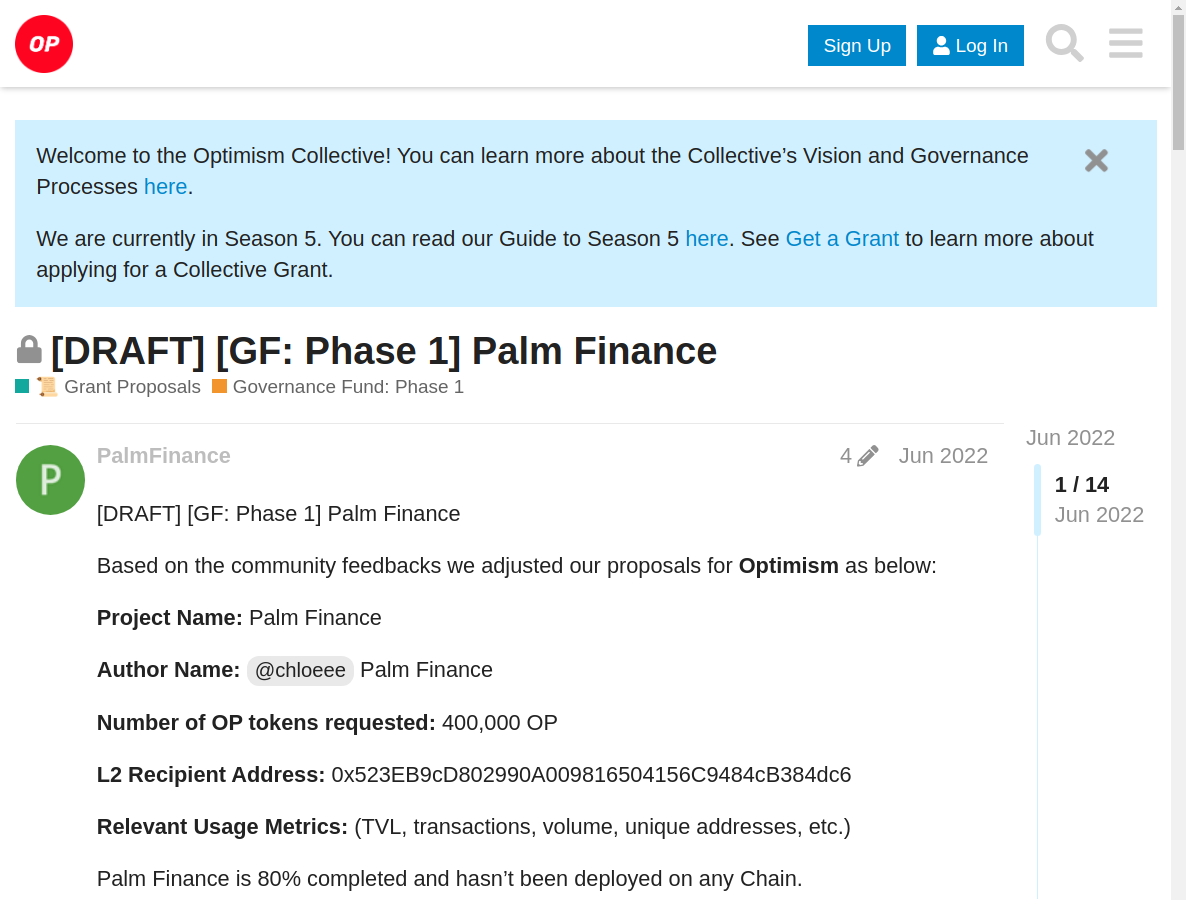 OP
Sign Up
Log In
Welcome to the Optimism Collective! You can learn more about the Collective’s Vision and Governance
Processes here.
We are currently in Season 5. You can read our Guide to Season 5 here. See Get a Grant to learn more about
applying for a Collective Grant.
[DRAFT] [GF: Phase 1] Palm Finance
📜 Grant Proposals Governance Fund: Phase 1
P
PalmFinance 4 Jun 2022
[DRAFT] [GF: Phase 1] Palm Finance
Based on the community feedbacks we adjusted our proposals for Optimism as below:
Project Name: Palm Finance
Author Name: @chloeee Palm Finance
Number of OP tokens requested: 400,000 OP
L2 Recipient Address: 0x523EB9cD802990A009816504156C9484cB384dc6
Relevant Usage Metrics: (TVL, transactions, volume, unique addresses, etc.)
Palm Finance is 80% completed and hasn’t been deployed on any Chain.
Jun 2022
1 / 14
Jun 2022